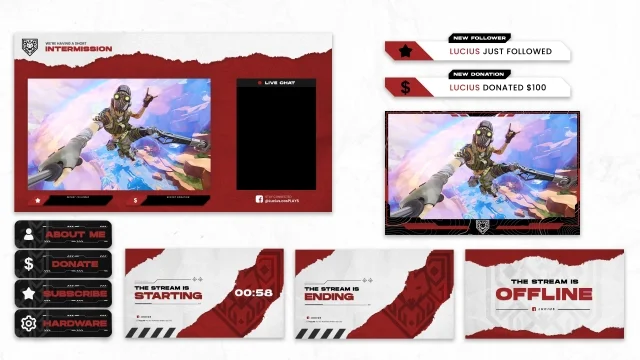 WE'RE HAVING A SHORT
INTERMISSION
LIVE CHAT
NEW FOLLOWER
LUCIUS JUST FOLLOWED
NEW DONATION
LUCIUS DONATED $100
ABOUT ME
DONATE
SUBSCRIBE
HARDWARE
THE STREAM IS
STARTING
00:58
THE STREAM IS
ENDING
THE STREAM IS
OFFLINE
LUCIUS